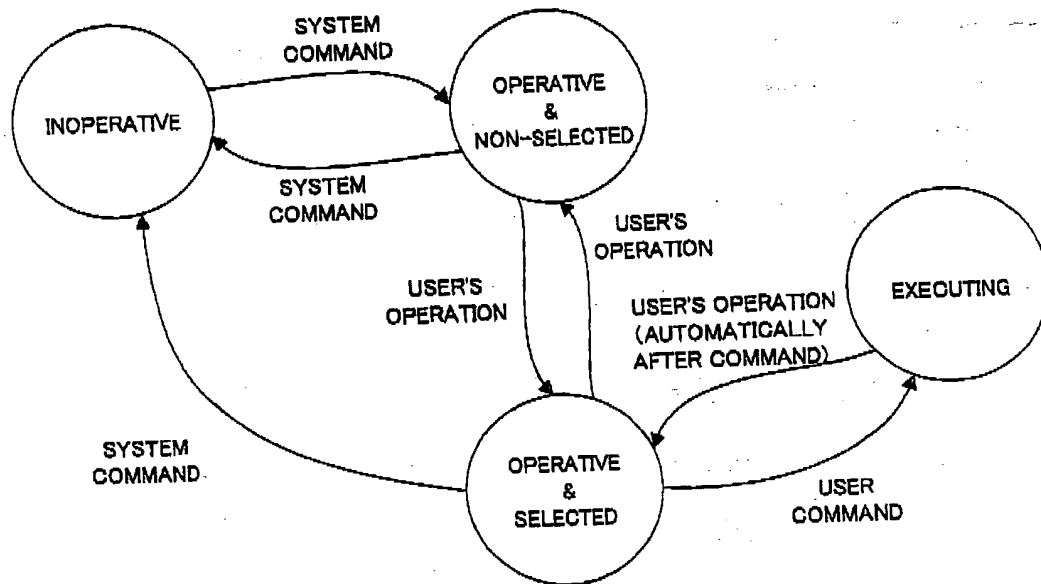 SYSTEM
COMMAND
INOPERATIVE
OPERATIVE
&
NON-SELECTED
SYSTEM
COMMAND
USER'S
OPERATION
USER'S
OPERATION
USER'S OPERATION
(AUTOMATICALLY
AFTER COMMAND)
EXECUTING
SYSTEM
COMMAND
OPERATIVE
&
SELECTED
USER
COMMAND